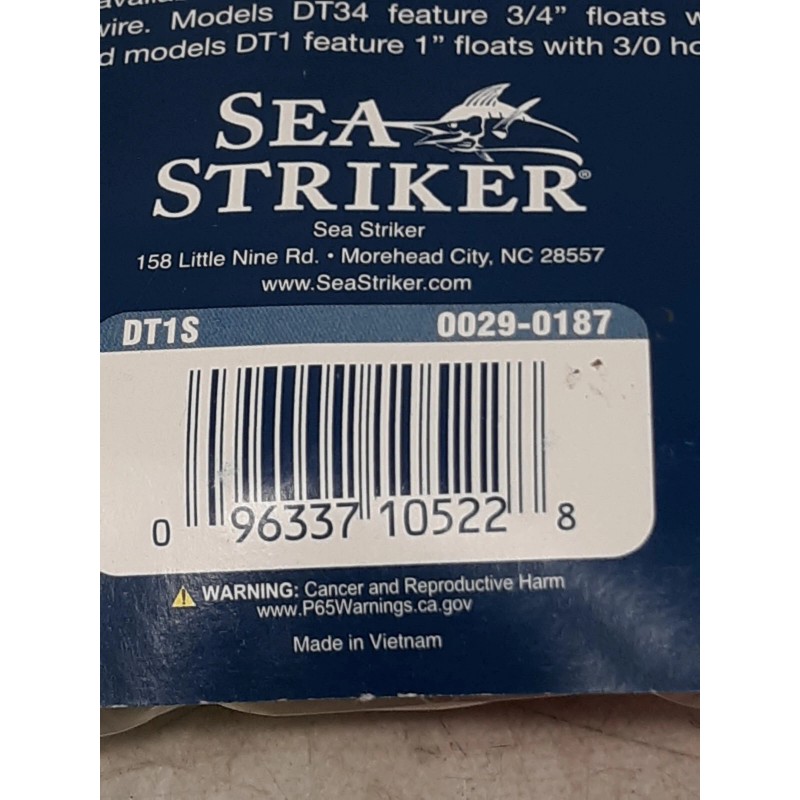 wire. Models DT34 feature 3/4" floats
models DT1 feature 1" floats with 3/0
SEA
STRIKER®
Sea Striker
158 Little Nine Rd. • Morehead City, NC 28557
www.SeaStriker.com
DT1S 0029-0187
0 96337 10522 8
WARNING: Cancer and Reproductive Harm
www.P65Warnings.ca.gov
Made in Vietnam